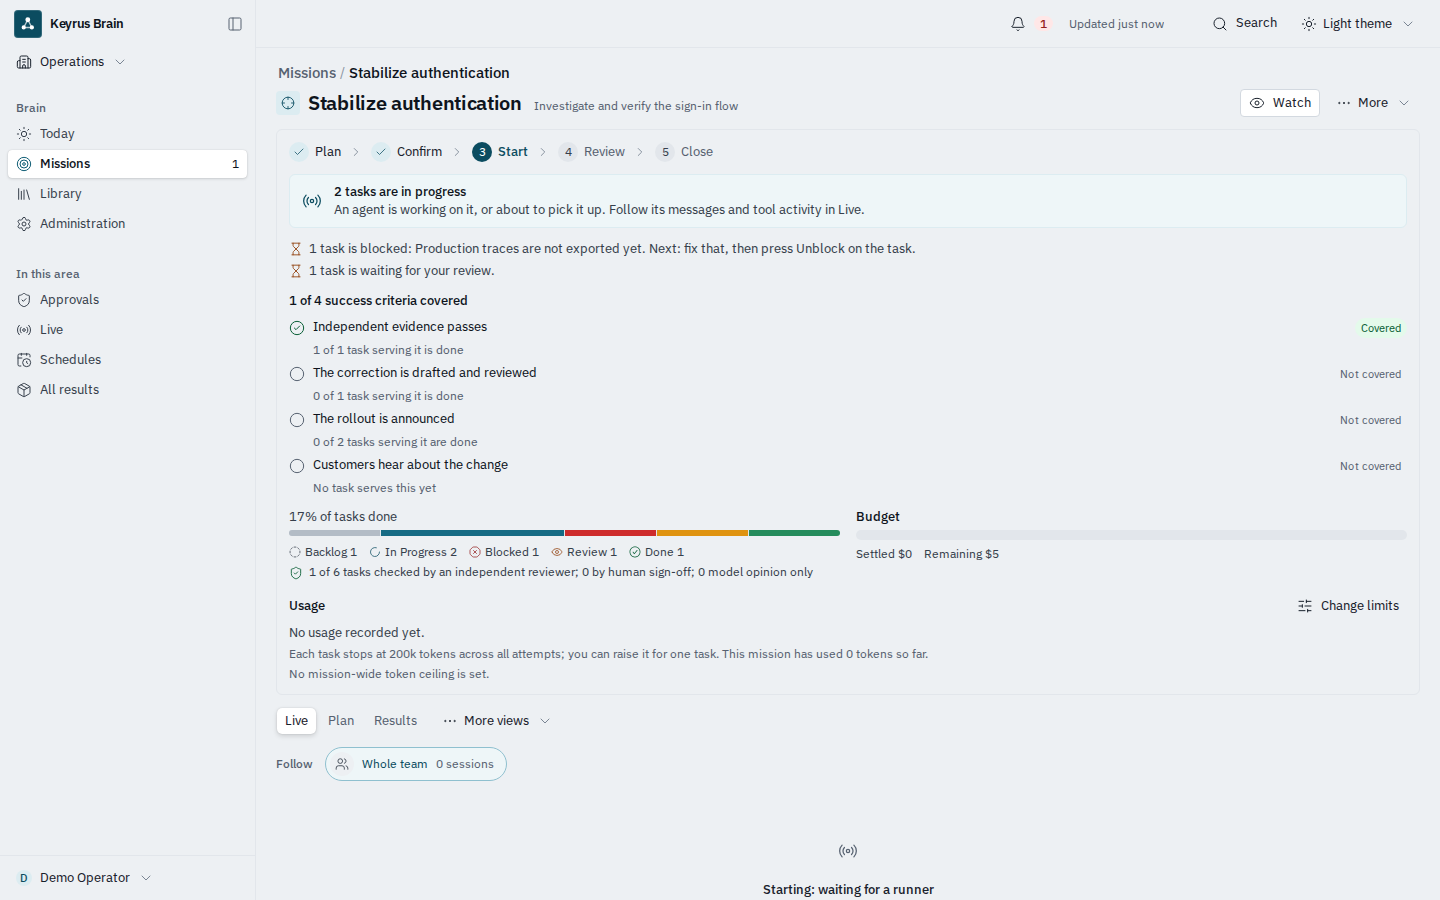 Keyrus Brain
Operations
Brain
Today
Missions 1
Library
Administration
In this area
Approvals
Live
Schedules
All results
D Demo Operator
1 Updated just now Search Light theme
Missions / Stabilize authentication
Stabilize authentication Investigate and verify the sign-in flow Watch More
Plan Confirm 3 Start 4 Review 5 Close
2 tasks are in progress
An agent is working on it, or about to pick it up. Follow its messages and tool activity in Live.
1 task is blocked: Production traces are not exported yet. Next: fix that, then press Unblock on the task.
1 task is waiting for your review.
1 of 4 success criteria covered
Independent evidence passes Covered
1 of 1 task serving it is done
The correction is drafted and reviewed Not covered
0 of 1 task serving it is done
The rollout is announced Not covered
0 of 2 tasks serving it are done
Customers hear about the change Not covered
No task serves this yet
17% of tasks done
Backlog 1 In Progress 2 Blocked 1 Review 1 Done 1
1 of 6 tasks checked by an independent reviewer; 0 by human sign-off; 0 model opinion only
Budget
Settled $0 Remaining $5
Usage Change limits
No usage recorded yet.
Each task stops at 200k tokens across all attempts; you can raise it for one task. This mission has used 0 tokens so far.
No mission-wide token ceiling is set.
Live Plan Results More views
Follow Whole team 0 sessions
Starting: waiting for a runner